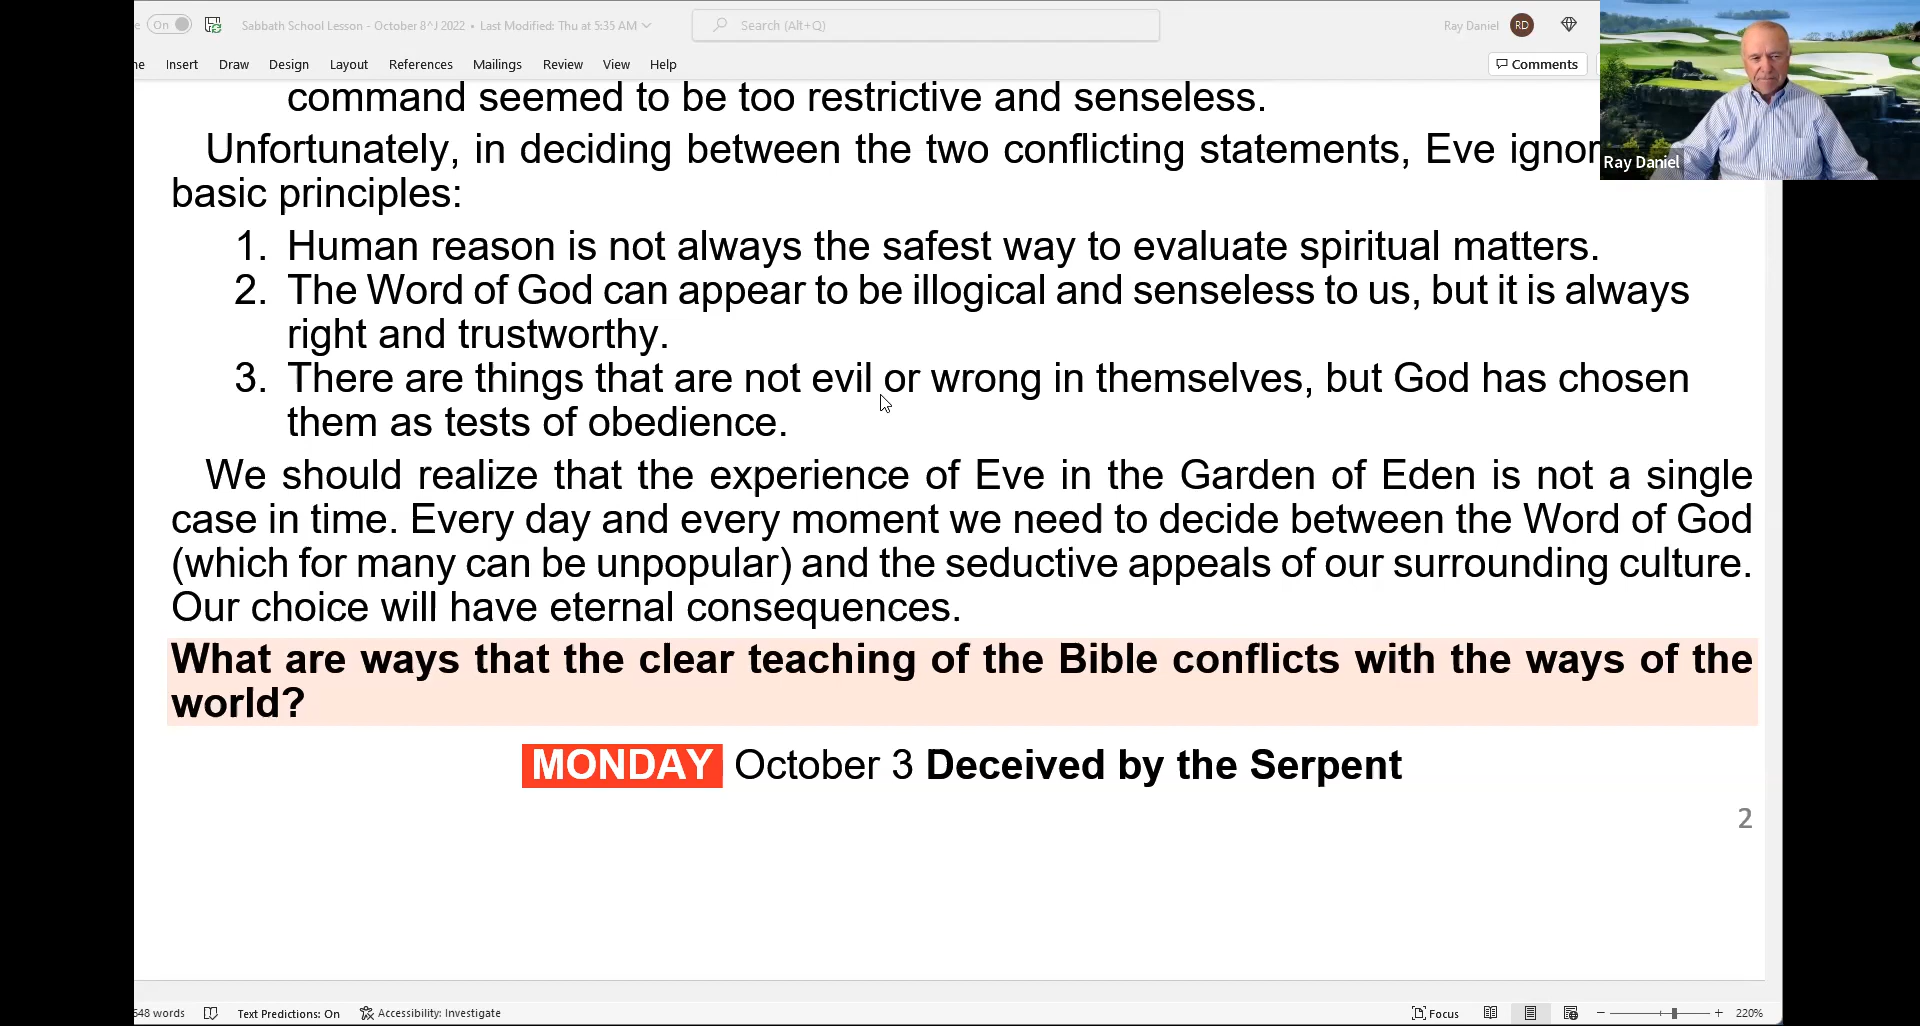 On Sabbath School Lesson - October 8^J 2022 • Last Modified: Thu at 5:35 AM Search (Alt+Q) Ray Daniel RD
Insert Draw Design Layout References Mailings Review View Help Comments
command seemed to be too restrictive and senseless.
Unfortunately, in deciding between the two conflicting statements, Eve ignor
Ray Daniel
basic principles:
1. Human reason is not always the safest way to evaluate spiritual matters.
2. The Word of God can appear to be illogical and senseless to us, but it is always
right and trustworthy.
3. There are things that are not evil or wrong in themselves, but God has chosen
them as tests of obedience.
We should realize that the experience of Eve in the Garden of Eden is not a single
case in time. Every day and every moment we need to decide between the Word of God
(which for many can be unpopular) and the seductive appeals of our surrounding culture.
Our choice will have eternal consequences.
What are ways that the clear teaching of the Bible conflicts with the ways of the
world?
MONDAY October 3 Deceived by the Serpent
2
648 words Text Predictions: On Accessibility: Investigate Focus 220%